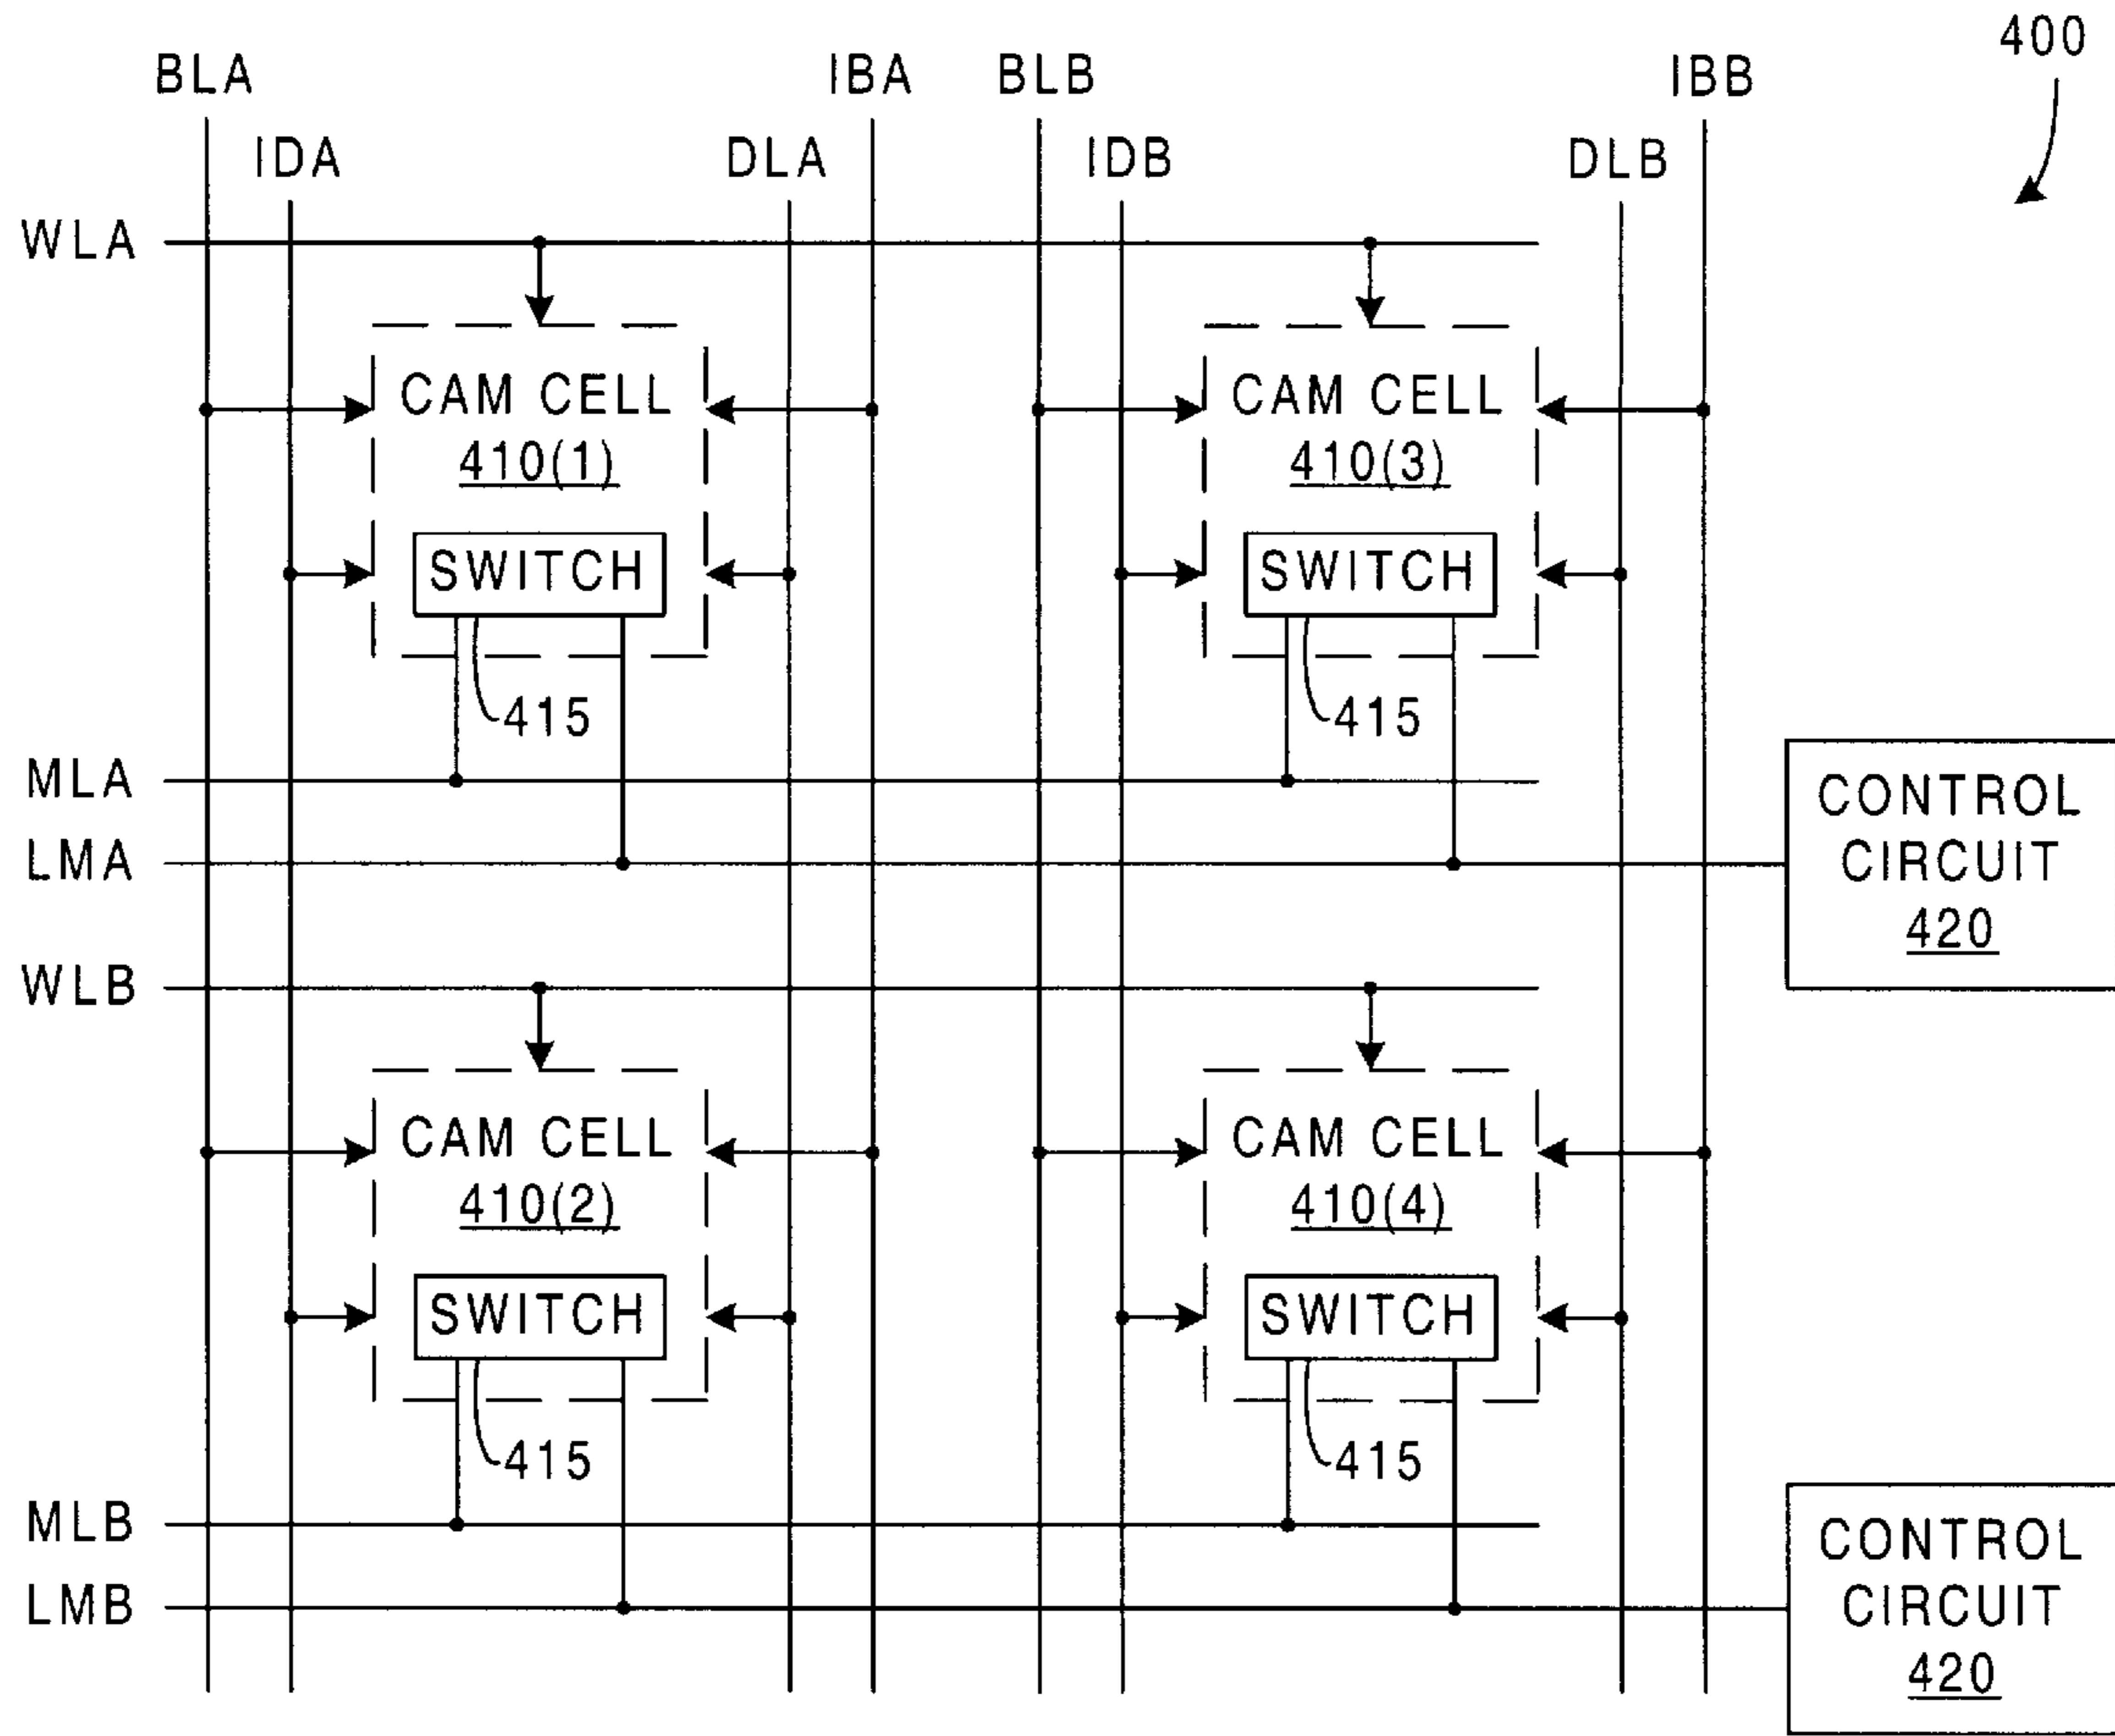 400
BLA
IBA
BLB
IBB
IDA
DLA
IDB
DLB
WLA
CAM CELL
410(1)
CAM CELL
410(3)
SWITCH
SWITCH
415
415
MLA
LMA
CONTROL
CIRCUIT
420
WLB
CAM CELL
410(2)
CAM CELL
410(4)
SWITCH
SWITCH
415
415
MLB
LMB
CONTROL
CIRCUIT
420